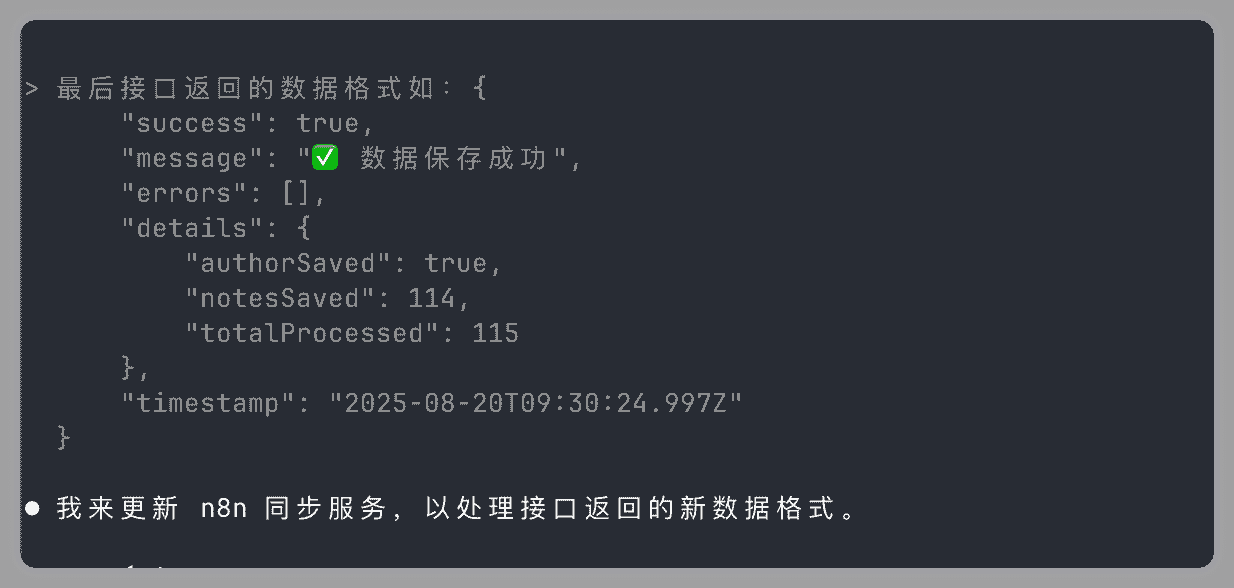 > 最后接口返回的数据格式如：{
"success": true,
"message": "✅ 数据保存成功",
"errors": [],
"details": {
"authorSaved": true,
"notesSaved": 114,
"totalProcessed": 115
},
"timestamp": "2025-08-20T09:30:24.997Z"
}
● 我来更新 n8n 同步服务，以处理接口返回的新数据格式。